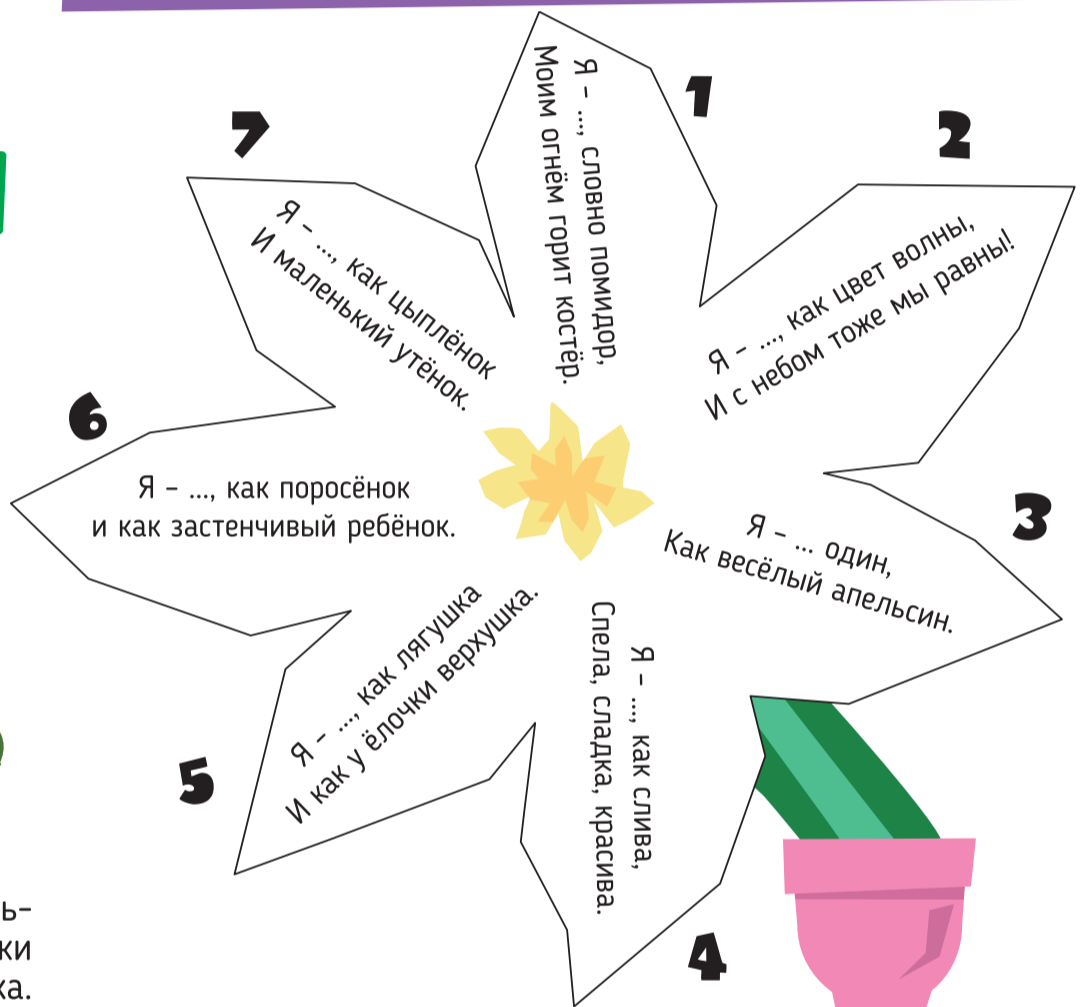 1
Я – ..., словно помидор,
Моим огнём горит костёр.
2
Я – ..., как цвет волны,
И с небом тоже мы равны!
3
Я – ... один,
Как весёлый апельсин.
4
Я – ..., как слива,
Спела, сладка, красива.
5
Я – ..., как лягушка
И как у ёлочки верхушка.
6
Я – ..., как поросёнок
и как застенчивый ребёнок.
7
Я – ..., как цыплёнок
И маленький утёнок.
ь–
ки
ка.